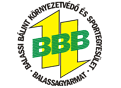 BALASSI BÁLINT KÖRNYEZETVÉDŐ ÉS SPORTEGYESÜLET
BBB
• BALASSAGYARMAT •